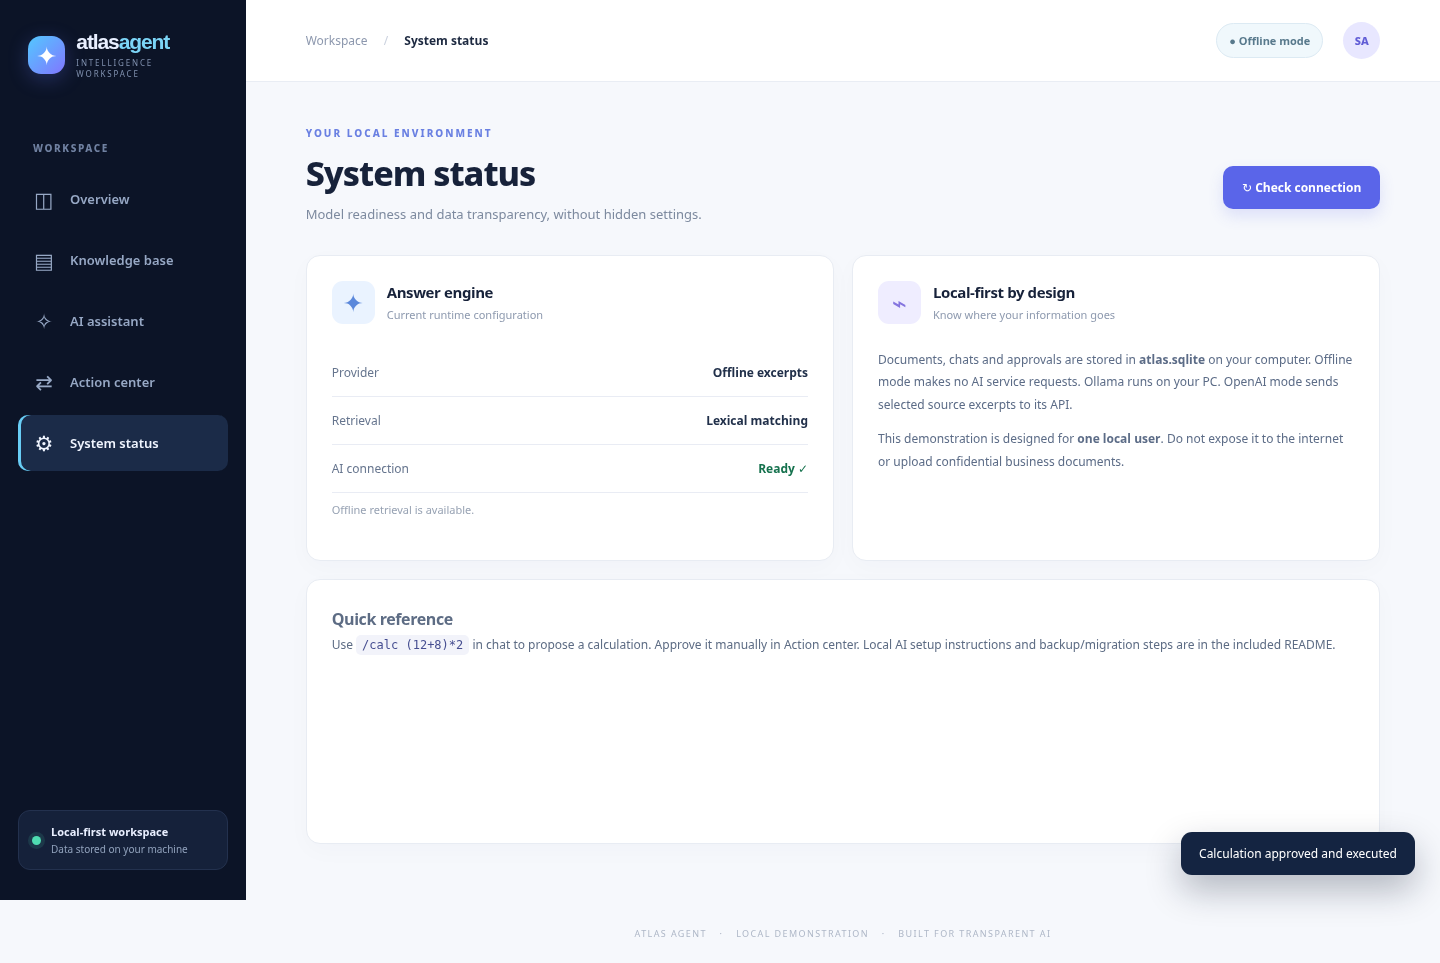 atlasagent
INTELLIGENCE
WORKSPACE
WORKSPACE
Overview
Knowledge base
AI assistant
Action center
System status
Local-first workspace
Data stored on your machine
Workspace / System status
● Offline mode
SA
YOUR LOCAL ENVIRONMENT
System status
Model readiness and data transparency, without hidden settings.
↻ Check connection
Answer engine
Current runtime configuration
Provider Offline excerpts
Retrieval Lexical matching
AI connection Ready ✓
Offline retrieval is available.
Local-first by design
Know where your information goes
Documents, chats and approvals are stored in atlas.sqlite on your computer. Offline
mode makes no AI service requests. Ollama runs on your PC. OpenAI mode sends
selected source excerpts to its API.
This demonstration is designed for one local user. Do not expose it to the internet
or upload confidential business documents.
Quick reference
Use /calc (12+8)*2 in chat to propose a calculation. Approve it manually in Action center. Local AI setup instructions and backup/migration steps are in the included README.
Calculation approved and executed
ATLAS AGENT · LOCAL DEMONSTRATION · BUILT FOR TRANSPARENT AI